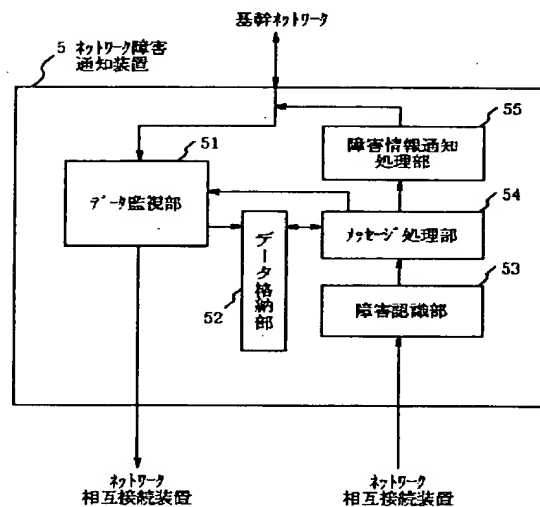 基幹ネットワーク
5 ネットワーク障害
通知装置
55
障害情報通知
処理部
51
データ監視部
54
メッセージ処理部
データ格納部
52
53
障害認識部
ネットワーク
相互接続装置
ネットワーク
相互接続装置